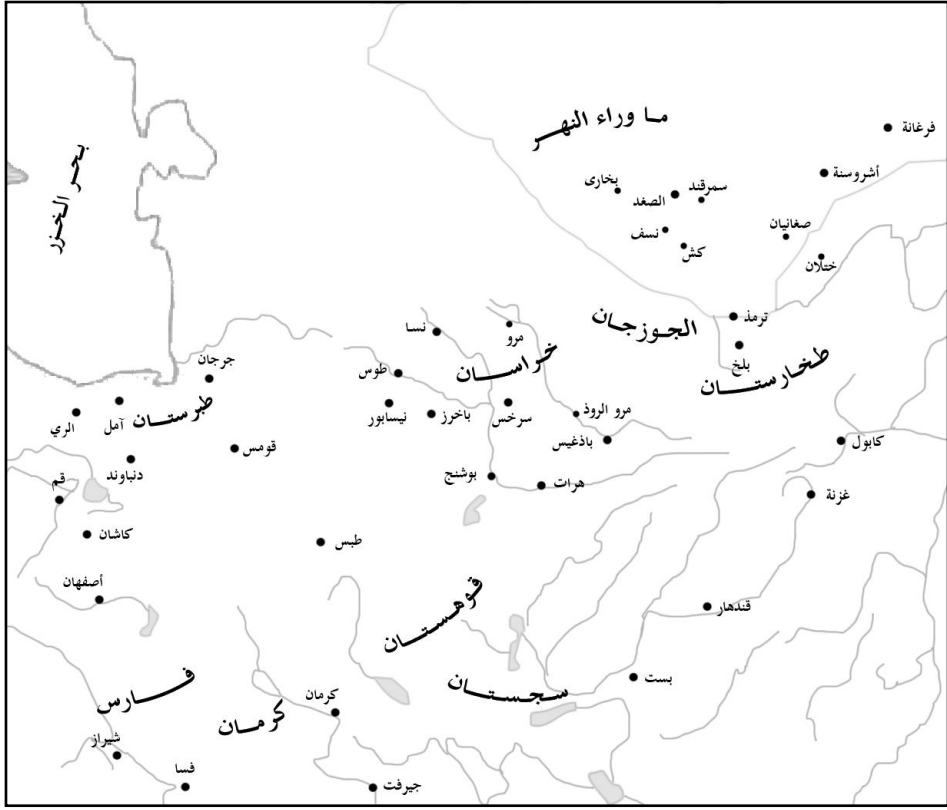 ما وراء النهر
فرغانة
أشروسنة
بحر الخزر
سمرقند
بخارى
الصغد
صغانيان
نسف
كش
ختلان
ترمذ
الجوزجان
نسا
مرو
خراسان
بلخ
طخارستان
جرجان
طوس
طبرستان
آمل
الري
نيسابور
باخرز
سرخس
مرو الروذ
باذغيس
كابول
قومس
دنباوند
بوشنج
هرات
قم
غزنة
كاشان
طبس
أصفهان
قوهستان
قندهار
بست
سجستان
فارس
كرمان
كرمان
شيراز
فسا
جيرفت